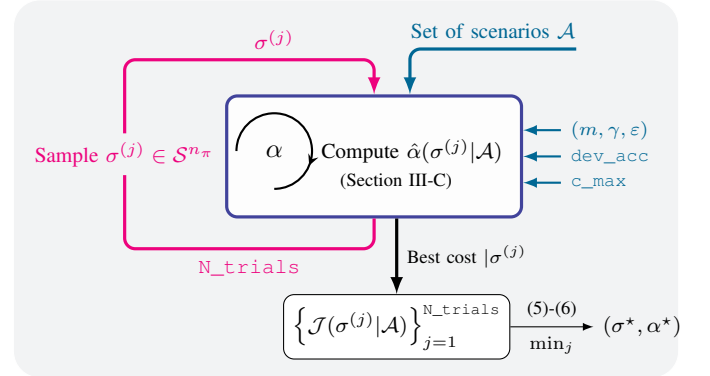 σ^(j)
Set of scenarios 𝒜
Sample σ^(j) ∈ 𝒮^{n_π}
α
Compute α̂(σ^(j)|𝒜)
(Section III-C)
(m, γ, ε)
dev_acc
c_max
N_trials
Best cost |σ^(j)
{𝒥(σ^(j)|𝒜)}_{j=1}^{N_trials}
(5)-(6)
min_j
(σ^⋆, α^⋆)